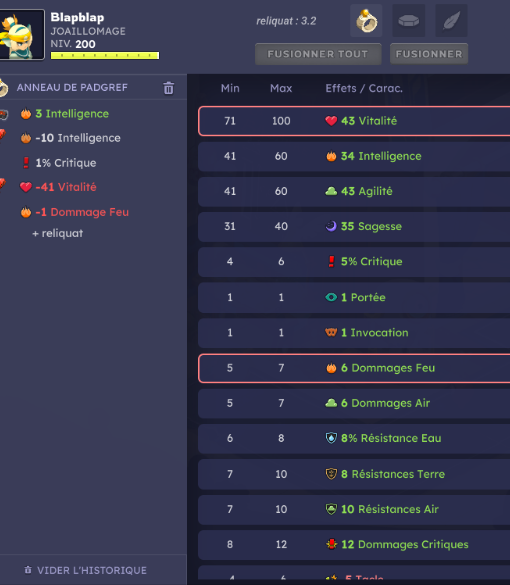 Blapblap
JOAILLOMAGE
NIV. 200
reliquat : 3.2
FUSIONNER TOUT
FUSIONNER
ANNEAU DE PADGREF
3 Intelligence
-10 Intelligence
1% Critique
-41 Vitalité
-1 Dommage Feu
+ reliquat
VIDER L'HISTORIQUE
Min Max Effets / Carac.
71 100 43 Vitalité
41 60 34 Intelligence
41 60 43 Agilité
31 40 35 Sagesse
4 6 5% Critique
1 1 1 Portée
1 1 1 Invocation
5 7 6 Dommages Feu
5 7 6 Dommages Air
6 8 8% Résistance Eau
7 10 8 Résistances Terre
7 10 10 Résistances Air
8 12 12 Dommages Critiques